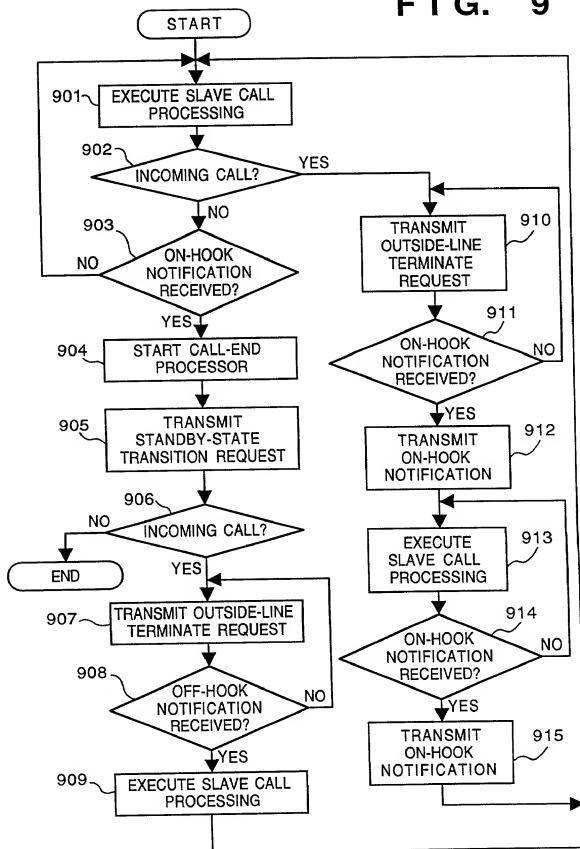 FIG. 9
START
901
EXECUTE SLAVE CALL
PROCESSING
902
INCOMING CALL?
YES
NO
903
ON-HOOK
NOTIFICATION
RECEIVED?
NO
YES
904
START CALL-END
PROCESSOR
905
TRANSMIT
STANDBY-STATE
TRANSITION REQUEST
906
INCOMING CALL?
NO
END
YES
907
TRANSMIT OUTSIDE-LINE
TERMINATE REQUEST
908
OFF-HOOK
NOTIFICATION
RECEIVED?
NO
YES
909
EXECUTE SLAVE CALL
PROCESSING
TRANSMIT
OUTSIDE-LINE
TERMINATE
REQUEST
910
911
ON-HOOK
NOTIFICATION
RECEIVED?
NO
YES
TRANSMIT
ON-HOOK
NOTIFICATION
912
EXECUTE
SLAVE CALL
PROCESSING
913
914
ON-HOOK
NOTIFICATION
RECEIVED?
NO
YES
TRANSMIT
ON-HOOK
NOTIFICATION
915